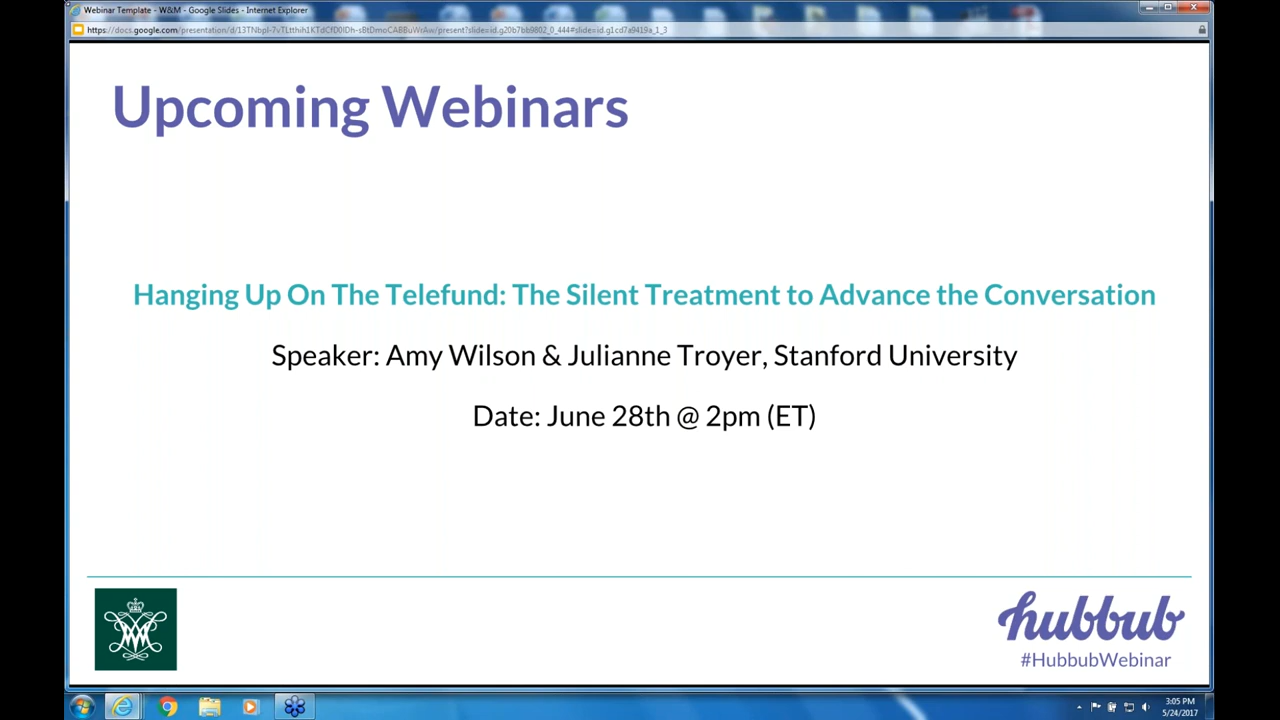 Webinar Template - W&M - Google Slides - Internet Explorer
Upcoming Webinars
Hanging Up On The Telefund: The Silent Treatment to Advance the Conversation
Speaker: Amy Wilson & Julianne Troyer, Stanford University
Date: June 28th @ 2pm (ET)
hubbub
#HubbubWebinar
3:05 PM
5/24/2017